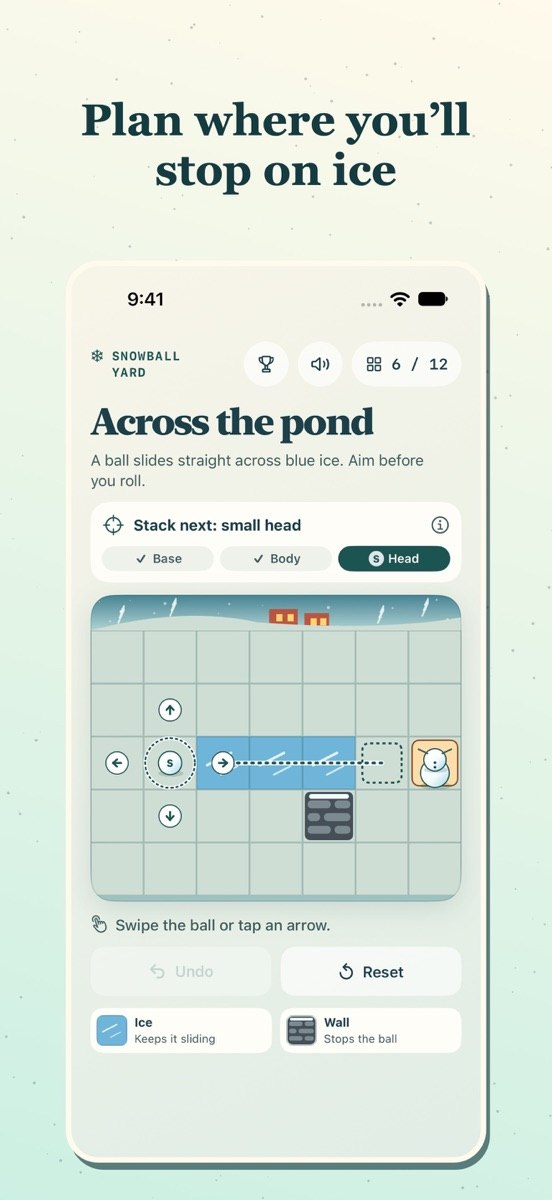 Plan where you’ll
stop on ice
9:41
SNOWBALL
YARD
6 / 12
Across the pond
A ball slides straight across blue ice. Aim before
you roll.
Stack next: small head
Base
Body
S Head
S
Swipe the ball or tap an arrow.
Undo
Reset
Ice
Keeps it sliding
Wall
Stops the ball